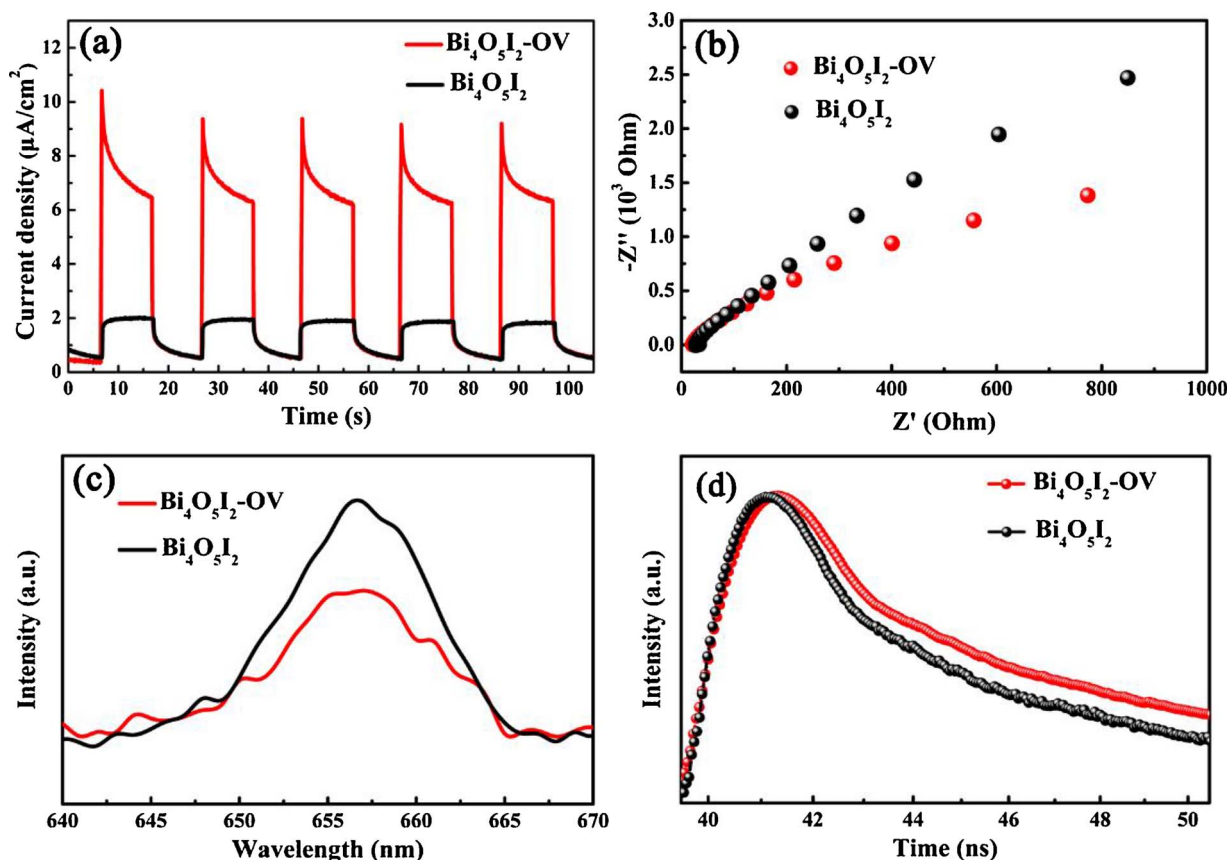 (a)
Bi₄O₅I₂-OV
Bi₄O₅I₂
Current density (μA/cm²)
12
10
8
6
4
2
0
0 10 20 30 40 50 60 70 80 90 100
Time (s)
(b)
Bi₄O₅I₂-OV
Bi₄O₅I₂
-Z'' (10³ Ohm)
3.0
2.5
2.0
1.5
1.0
0.5
0.0
0 200 400 600 800 1000
Z' (Ohm)
(c)
Bi₄O₅I₂-OV
Bi₄O₅I₂
Intensity (a.u.)
640 645 650 655 660 665 670
Wavelength (nm)
(d)
Bi₄O₅I₂-OV
Bi₄O₅I₂
Intensity (a.u.)
40 42 44 46 48 50
Time (ns)